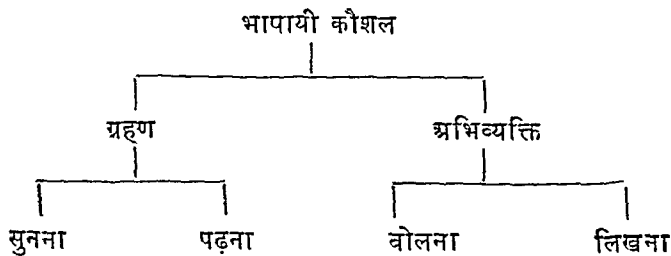 भापायी कौशल
ग्रहण अभिव्यक्ति
सुनना पढ़ना वोलना लिखना